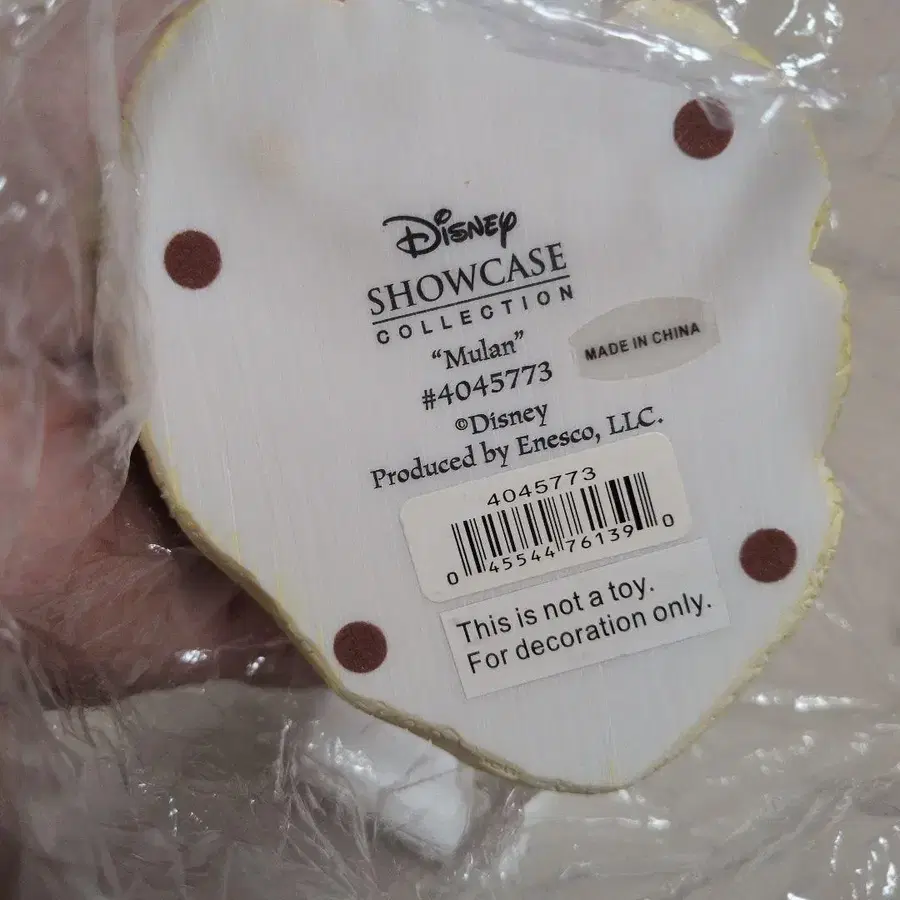 Disney
SHOWCASE
COLLECTION
“Mulan”
#4045773
©Disney
Produced by Enesco, LLC.
MADE IN CHINA
4045773
0 45544 76139 0
This is not a toy.
For decoration only.